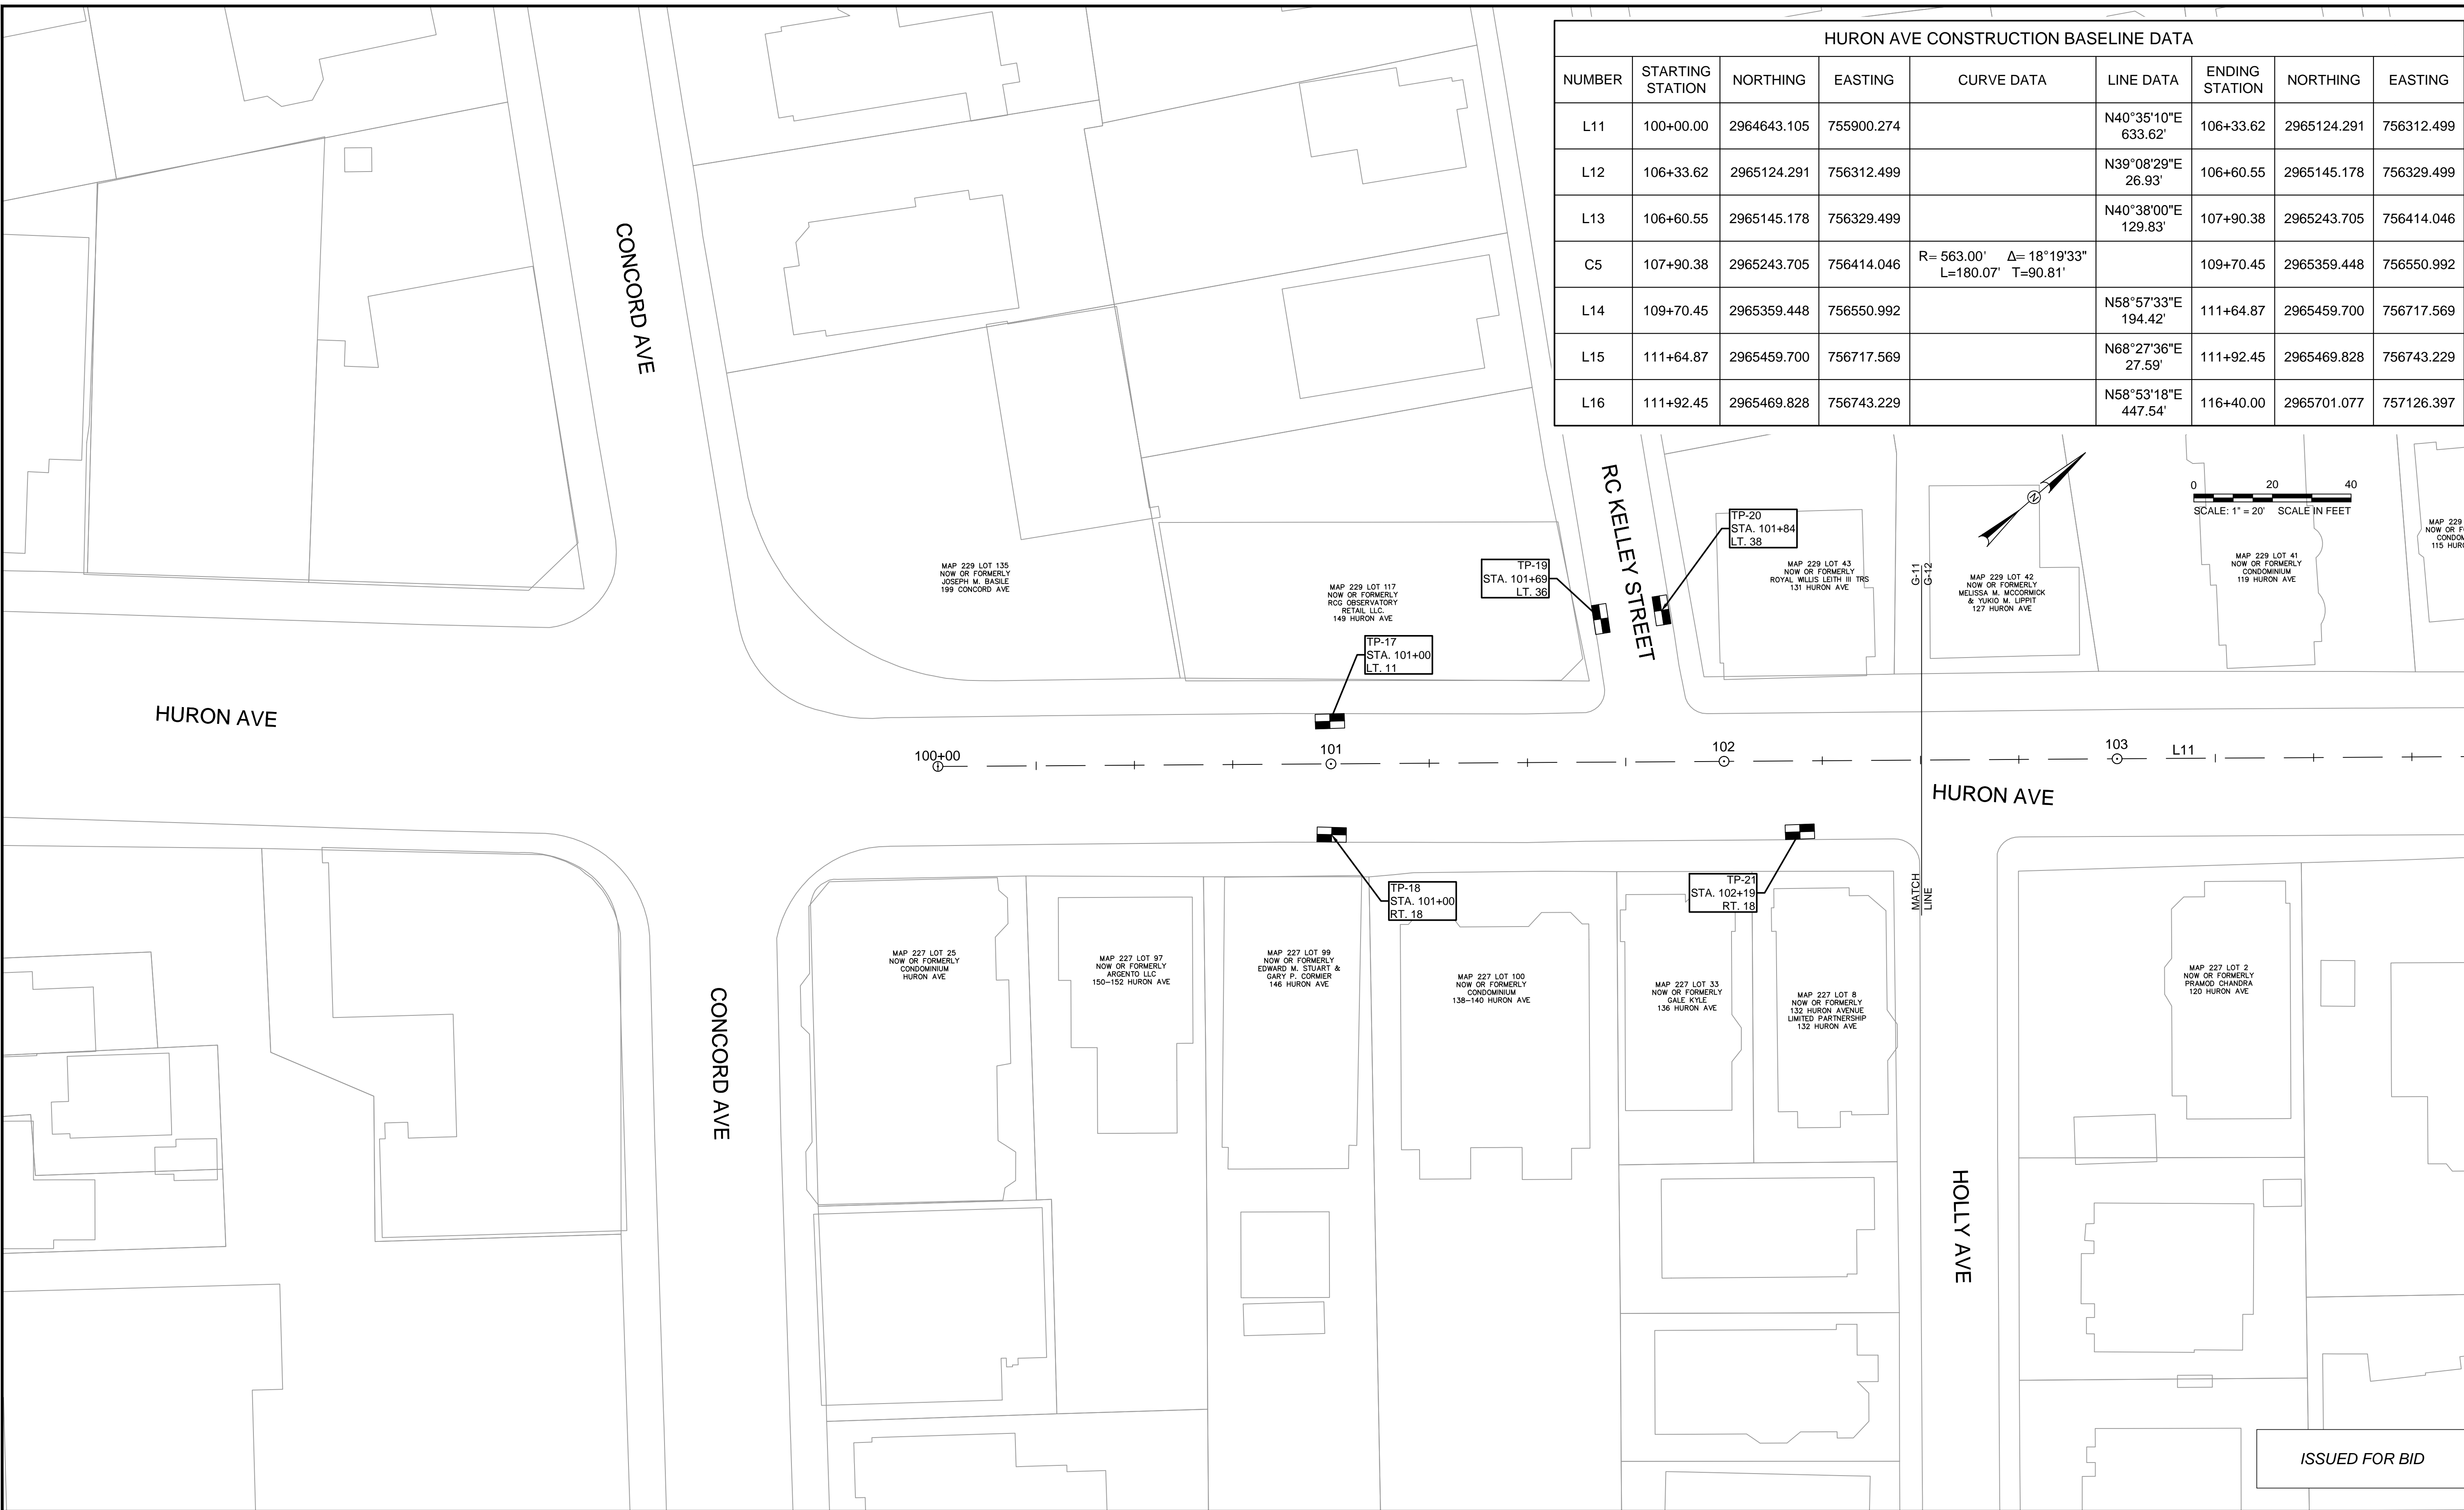 HURON AVE CONSTRUCTION BASELINE DATA
NUMBER STARTING STATION NORTHING EASTING CURVE DATA LINE DATA ENDING STATION NORTHING EASTING
L11 100+00.00 2964643.105 755900.274 N40°35'10"E 633.62' 106+33.62 2965124.291 756312.499
L12 106+33.62 2965124.291 756312.499 N39°08'29"E 26.93' 106+60.55 2965145.178 756329.499
L13 106+60.55 2965145.178 756329.499 N40°38'00"E 129.83' 107+90.38 2965243.705 756414.046
C5 107+90.38 2965243.705 756414.046 R= 563.00' Δ= 18°19'33" L=180.07' T=90.81' 109+70.45 2965359.448 756550.992
L14 109+70.45 2965359.448 756550.992 N58°57'33"E 194.42' 111+64.87 2965459.700 756717.569
L15 111+64.87 2965459.700 756717.569 N68°27'36"E 27.59' 111+92.45 2965469.828 756743.229
L16 111+92.45 2965469.828 756743.229 N58°53'18"E 447.54' 116+40.00 2965701.077 757126.397
CONCORD AVE
RC KELLEY STREET
N
0 20 40
SCALE: 1" = 20' SCALE IN FEET
TP-20
STA. 101+84
LT. 38
TP-19
STA. 101+69
LT. 36
TP-17
STA. 101+00
LT. 11
MAP 229 LOT 135
NOW OR FORMERLY
JOSEPH M. BASILE
199 CONCORD AVE
MAP 229 LOT 117
NOW OR FORMERLY
RCG OBSERVATORY
RETAIL LLC.
149 HURON AVE
MAP 229 LOT 43
NOW OR FORMERLY
ROYAL WILLIS LEITH III TRS
131 HURON AVE
G-11
G-12
MAP 229 LOT 42
NOW OR FORMERLY
MELISSA M. MCCORMICK
& YUKIO M. LIPPIT
127 HURON AVE
MAP 229 LOT 41
NOW OR FORMERLY
CONDOMINIUM
119 HURON AVE
MAP 229
NOW OR F
CONDOM
115 HURO
HURON AVE
100+00
101
102
103
L11
HURON AVE
TP-18
STA. 101+00
RT. 18
TP-21
STA. 102+19
RT. 18
MATCH
LINE
MAP 227 LOT 25
NOW OR FORMERLY
CONDOMINIUM
HURON AVE
MAP 227 LOT 97
NOW OR FORMERLY
ARGENTO LLC
150-152 HURON AVE
MAP 227 LOT 99
NOW OR FORMERLY
EDWARD M. STUART &
GARY P. CORMIER
146 HURON AVE
MAP 227 LOT 100
NOW OR FORMERLY
CONDOMINIUM
138-140 HURON AVE
MAP 227 LOT 33
NOW OR FORMERLY
GALE KYLE
136 HURON AVE
MAP 227 LOT 8
NOW OR FORMERLY
132 HURON AVENUE
LIMITED PARTNERSHIP
132 HURON AVE
MAP 227 LOT 2
NOW OR FORMERLY
PRAMOD CHANDRA
120 HURON AVE
CONCORD AVE
HOLLY AVE
ISSUED FOR BID